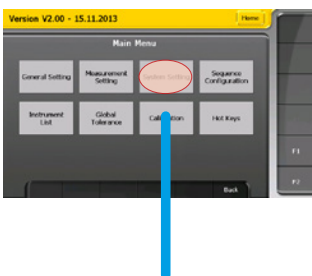 Version V2.00 - 15.11.2013
Home
Main Menu
General Setting
Measurement Setting
System Setting
Sequence Configuration
Instrument List
Global Tolerance
Hot Keys
Back
F1
F2